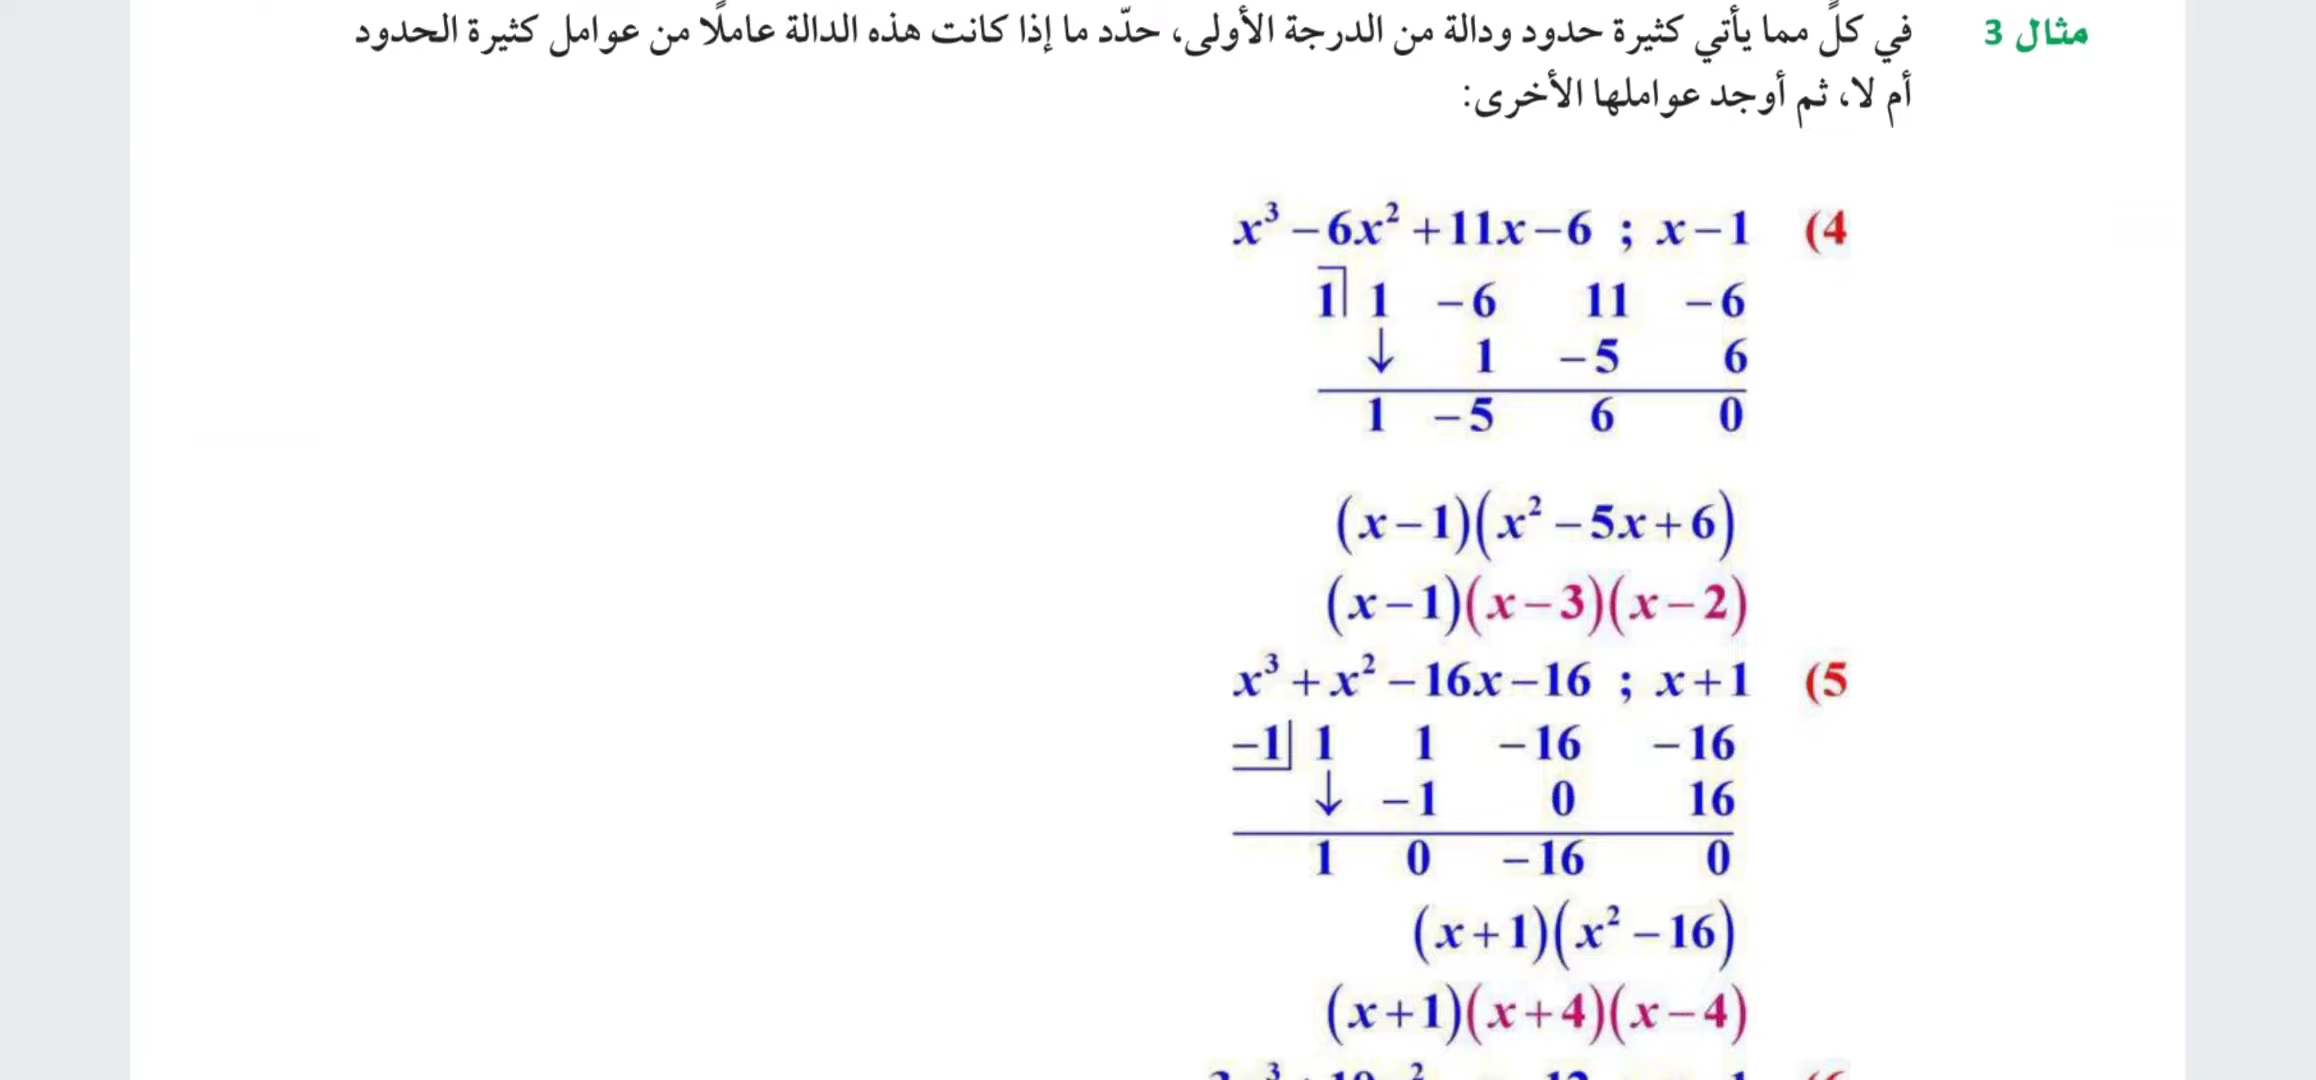 مثال 3 في كلٍّ مما يأتي كثيرة حدود ودالة من الدرجة الأولى، حدّد ما إذا كانت هذه الدالة عاملًا من عوامل كثيرة الحدود
أم لا، ثم أوجد عواملها الأخرى:
x³ − 6x² + 11x − 6 ; x − 1 (4
1 1 −6 11 −6
↓ 1 −5 6
1 −5 6 0
(x − 1)(x² − 5x + 6)
(x − 1)(x − 3)(x − 2)
x³ + x² − 16x − 16 ; x + 1 (5
−1 1 1 −16 −16
↓ −1 0 16
1 0 −16 0
(x + 1)(x² − 16)
(x + 1)(x + 4)(x − 4)